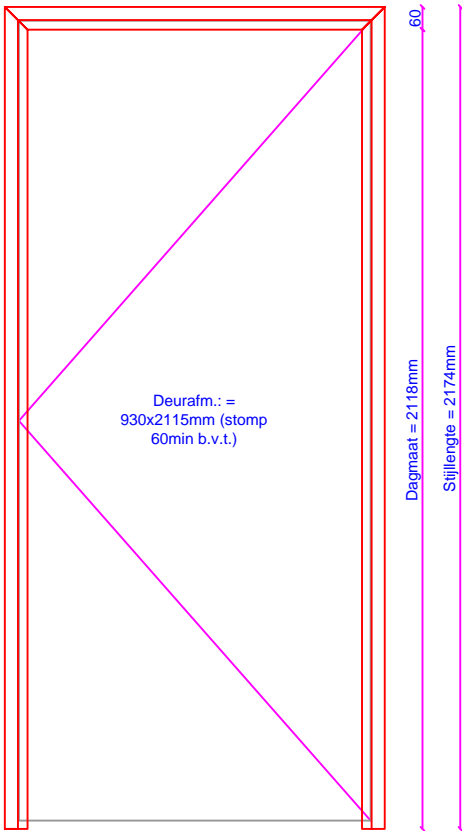 60
Deurafm.: =
930x2115mm (stomp
60min b.v.t.)
Dagmaat = 2118mm
Stijllengte = 2174mm